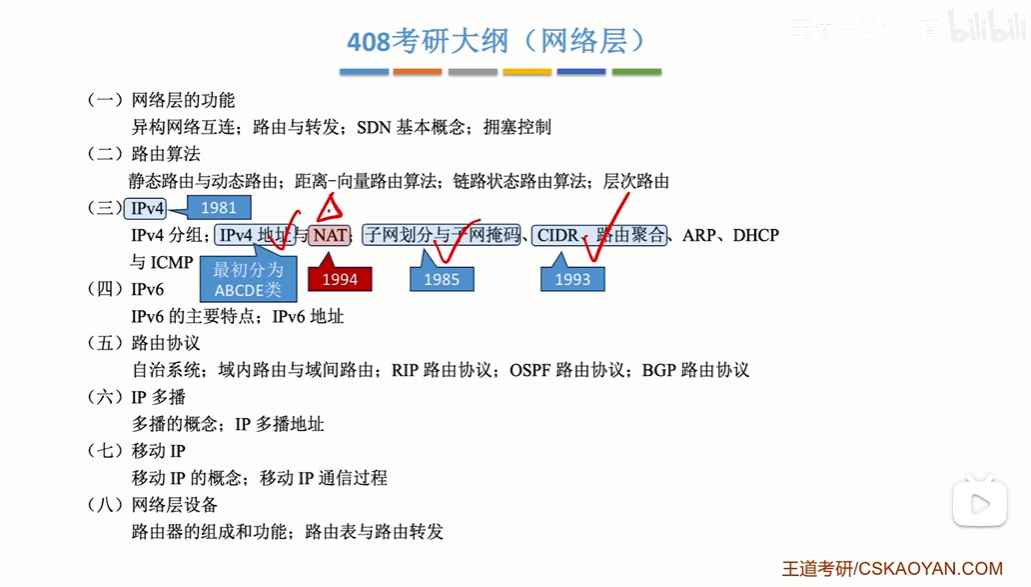 408考研大纲（网络层）
bilibili
（一）网络层的功能
异构网络互连；路由与转发；SDN 基本概念；拥塞控制
（二）路由算法
静态路由与动态路由；距离-向量路由算法；链路状态路由算法；层次路由
（三）IPv4
1981
IPv4 分组；IPv4 地址与 NAT；子网划分与子网掩码、CIDR、路由聚合、ARP、DHCP
与 ICMP
最初分为
ABCDE类
1994
1985
1993
（四）IPv6
IPv6 的主要特点；IPv6 地址
（五）路由协议
自治系统；域内路由与域间路由；RIP 路由协议；OSPF 路由协议；BGP 路由协议
（六）IP 多播
多播的概念；IP 多播地址
（七）移动 IP
移动 IP 的概念；移动 IP 通信过程
（八）网络层设备
路由器的组成和功能；路由表与路由转发
王道考研/CSKAOYAN.COM